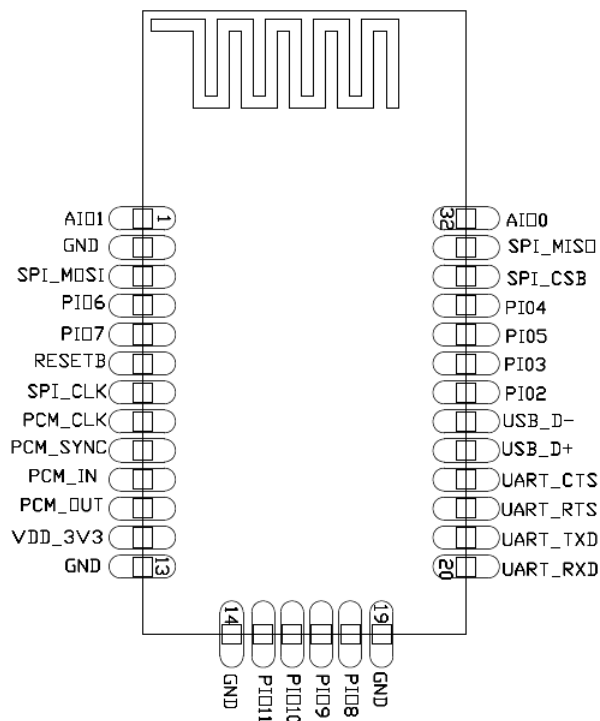 AIO1 1 32 AIO0
GND SPI_MISO
SPI_MOSI SPI_CSB
PIO6 PIO4
PIO7 PIO5
RESETB PIO3
SPI_CLK PIO2
PCM_CLK USB_D-
PCM_SYNC USB_D+
PCM_IN UART_CTS
PCM_OUT UART_RTS
VDD_3V3 UART_TXD
GND 13 20 UART_RXD
14 19
GND PIO11 PIO10 PIO9 PIO8 GND